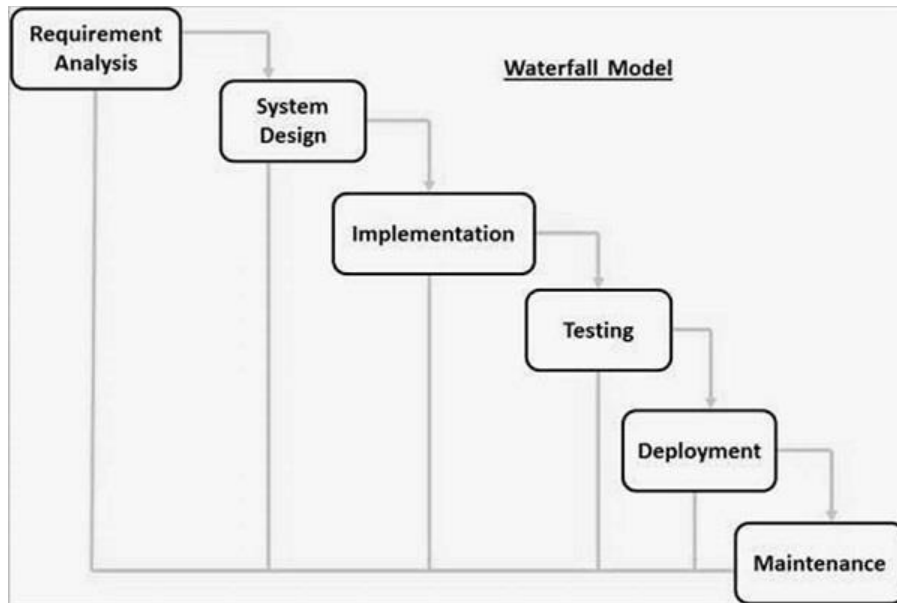 Requirement
Analysis
Waterfall Model
System
Design
Implementation
Testing
Deployment
Maintenance